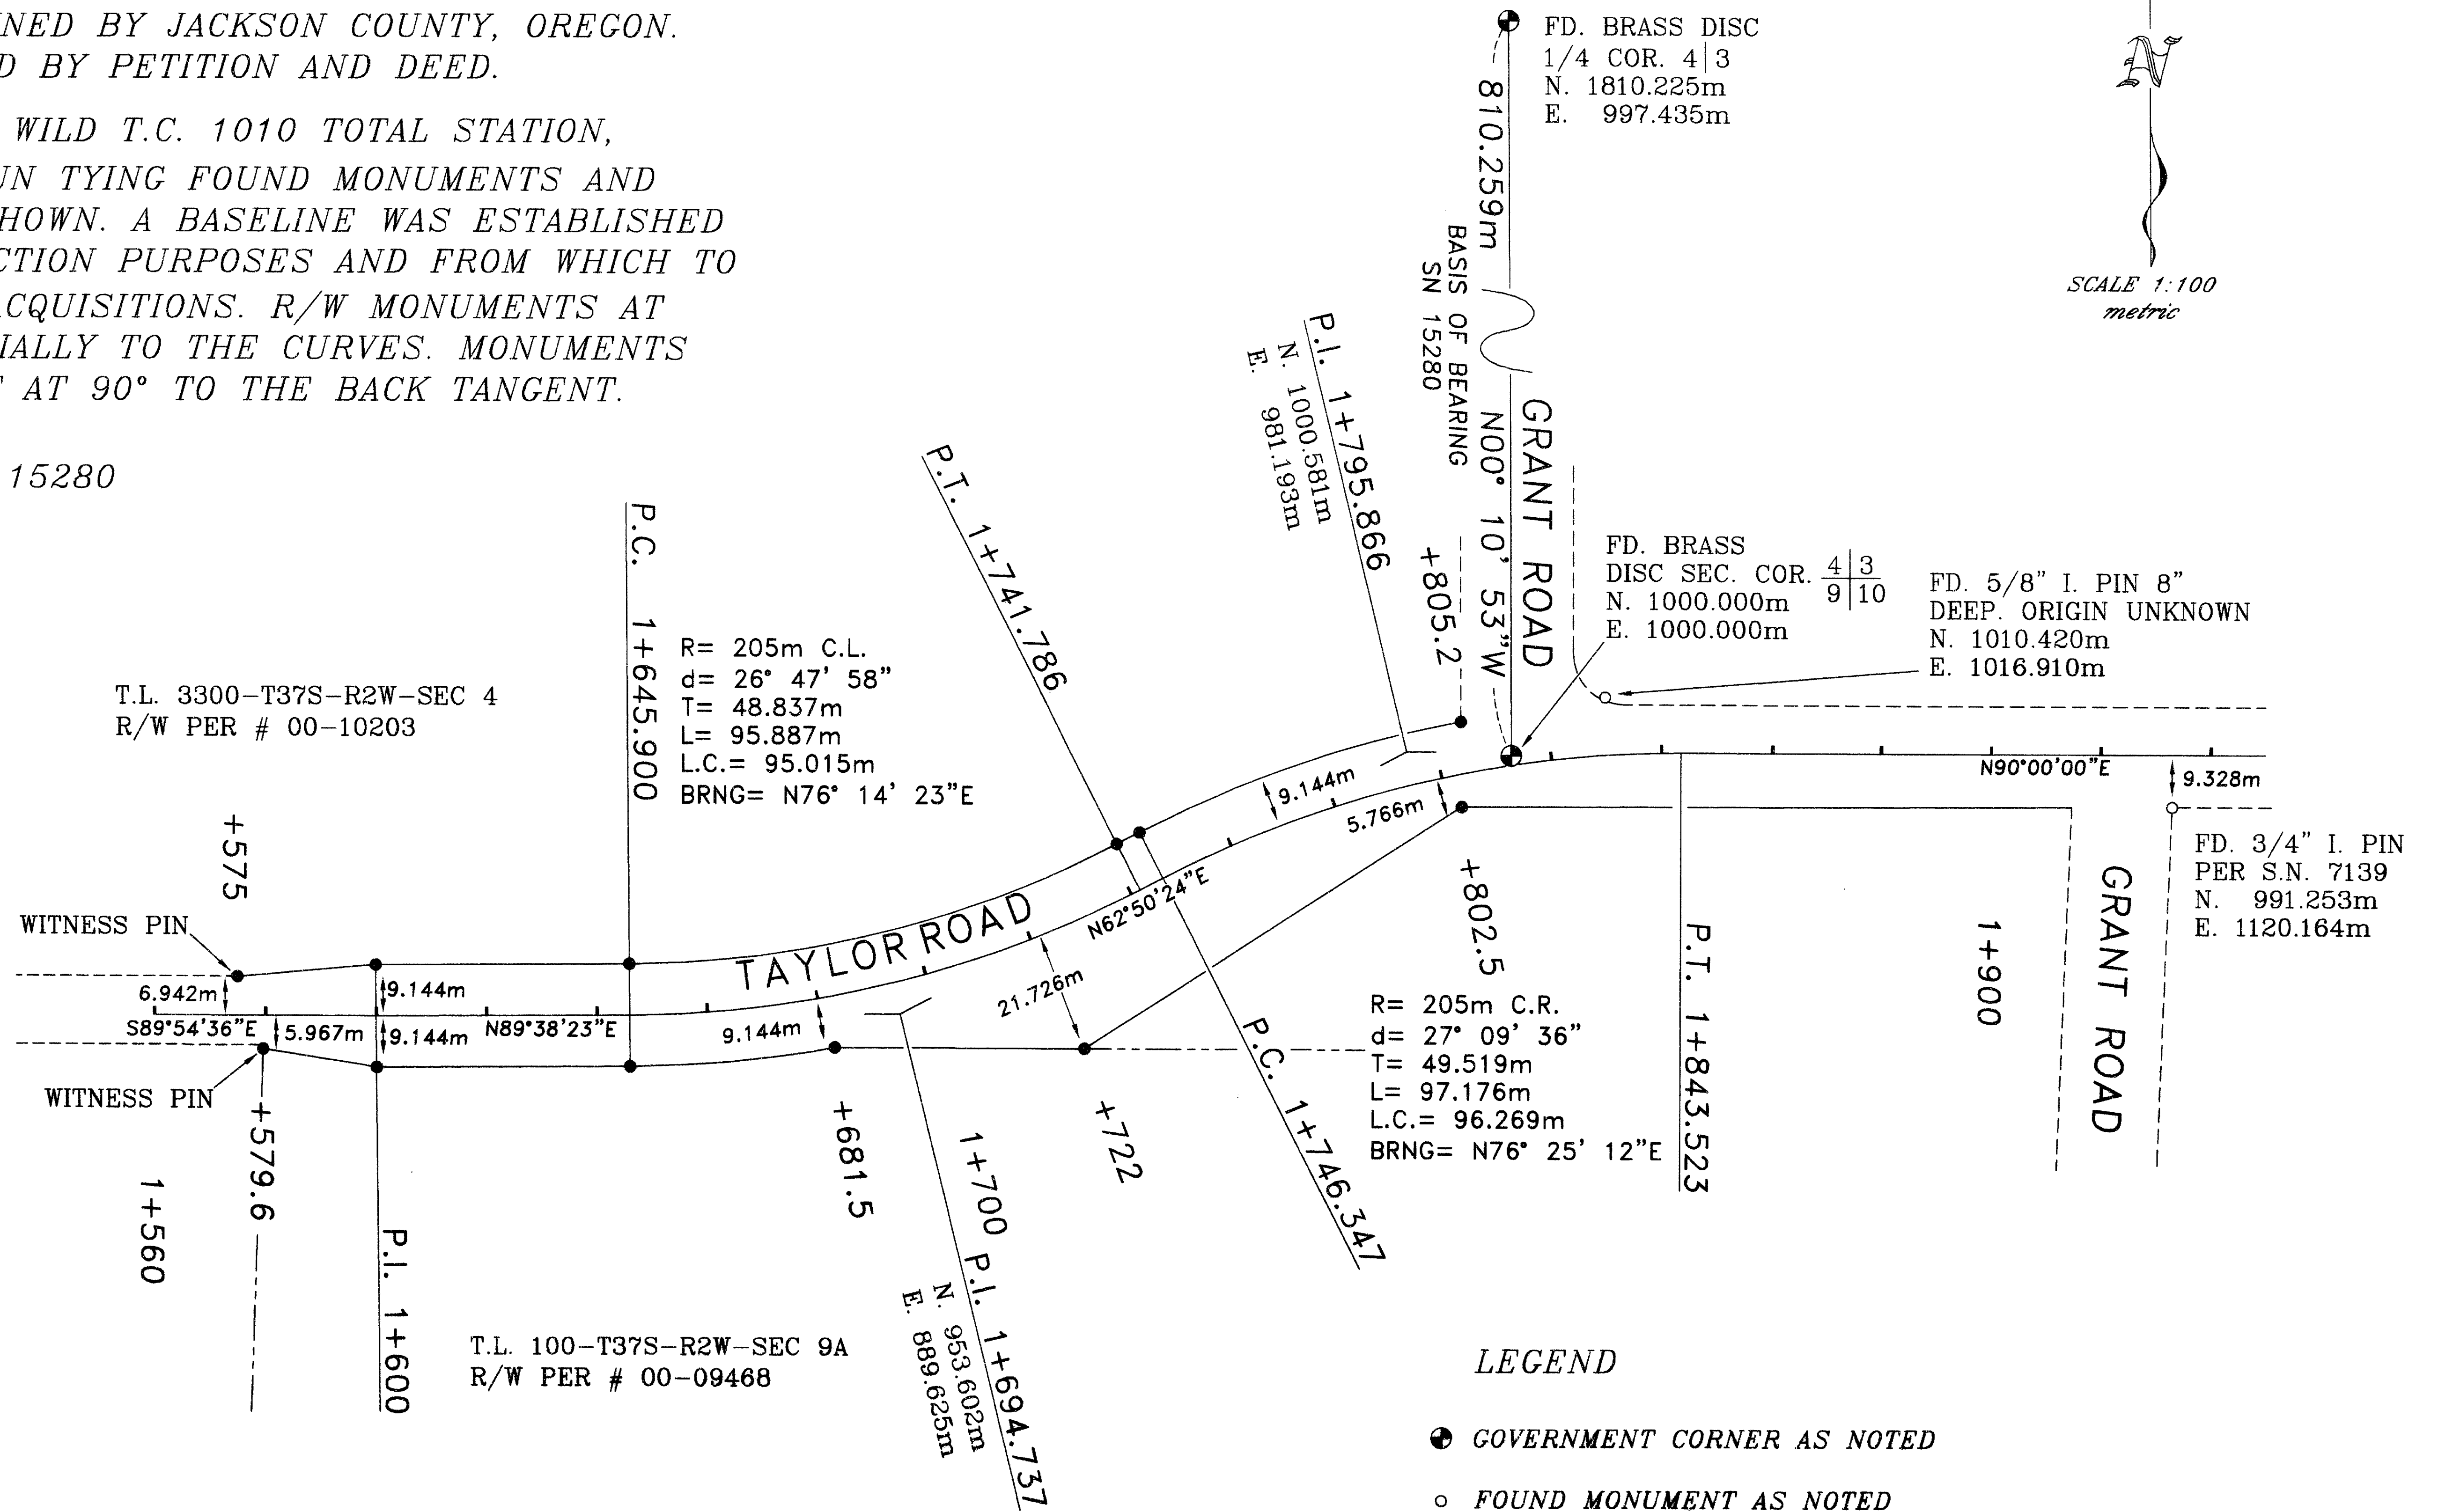 NED BY JACKSON COUNTY, OREGON.
D BY PETITION AND DEED.
WILD T.C. 1010 TOTAL STATION,
UN TYING FOUND MONUMENTS AND
HOWN. A BASELINE WAS ESTABLISHED
CTION PURPOSES AND FROM WHICH TO
ACQUISITIONS. R/W MONUMENTS AT
IALLY TO THE CURVES. MONUMENTS
T AT 90° TO THE BACK TANGENT.
15280
FD. BRASS DISC
1/4 COR. 4|3
N. 1810.225m
E. 997.435m
N
SCALE 1:100
metric
810.259m
BASIS OF BEARING
SN 15280
N00° 10' 53"W
GRANT ROAD
P.I. 1+795.866
N. 1000.581m
E. 981.193m
+805.2
P.T. 1+741.786
P.C. 1+645.900
R= 205m C.L.
d= 26° 47' 58"
T= 48.837m
L= 95.887m
L.C.= 95.015m
BRNG= N76° 14' 23"E
T.L. 3300-T37S-R2W-SEC 4
R/W PER # 00-10203
FD. BRASS
DISC SEC. COR. 4|3
9|10
N. 1000.000m
E. 1000.000m
FD. 5/8" I. PIN 8"
DEEP. ORIGIN UNKNOWN
N. 1010.420m
E. 1016.910m
N90°00'00"E
9.328m
FD. 3/4" I. PIN
PER S.N. 7139
N. 991.253m
E. 1120.164m
+575
WITNESS PIN
6.942m
S89°54'36"E
5.967m
9.144m
9.144m
N89°38'23"E
TAYLOR ROAD
9.144m
N62°50'24"E
21.726m
9.144m
5.766m
+802.5
P.T. 1+843.523
1+900
GRANT ROAD
WITNESS PIN
+579.6
1+560
P.I. 1+600
+681.5
1+700
P.I. 1+694.737
N. 953.602m
E. 889.625m
+722
P.C. 1+746.347
R= 205m C.R.
d= 27° 09' 36"
T= 49.519m
L= 97.176m
L.C.= 96.269m
BRNG= N76° 25' 12"E
T.L. 100-T37S-R2W-SEC 9A
R/W PER # 00-09468
LEGEND
GOVERNMENT CORNER AS NOTED
FOUND MONUMENT AS NOTED